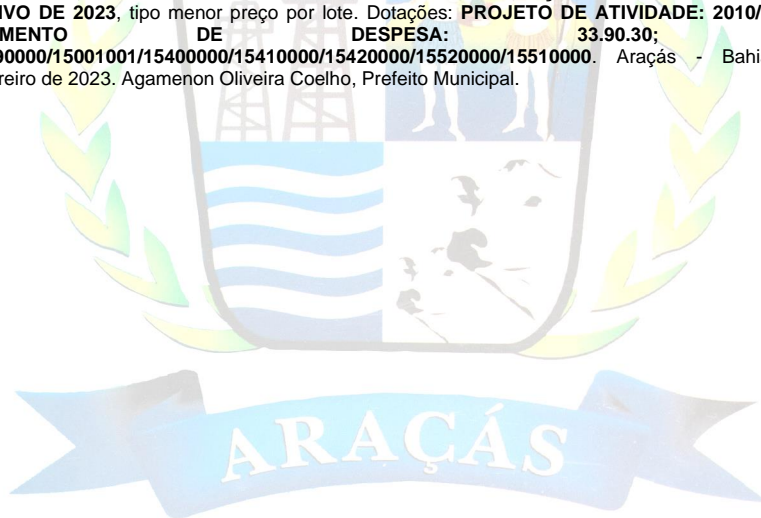 IVO DE 2023, tipo menor preço por lote. Dotações: PROJETO DE ATIVIDADE: 2010/
MENTO DE DESPESA: 33.90.30;
90000/15001001/15400000/15410000/15420000/15520000/15510000. Araçás - Bahi
reiro de 2023. Agamenon Oliveira Coelho, Prefeito Municipal.
ARAÇÁS